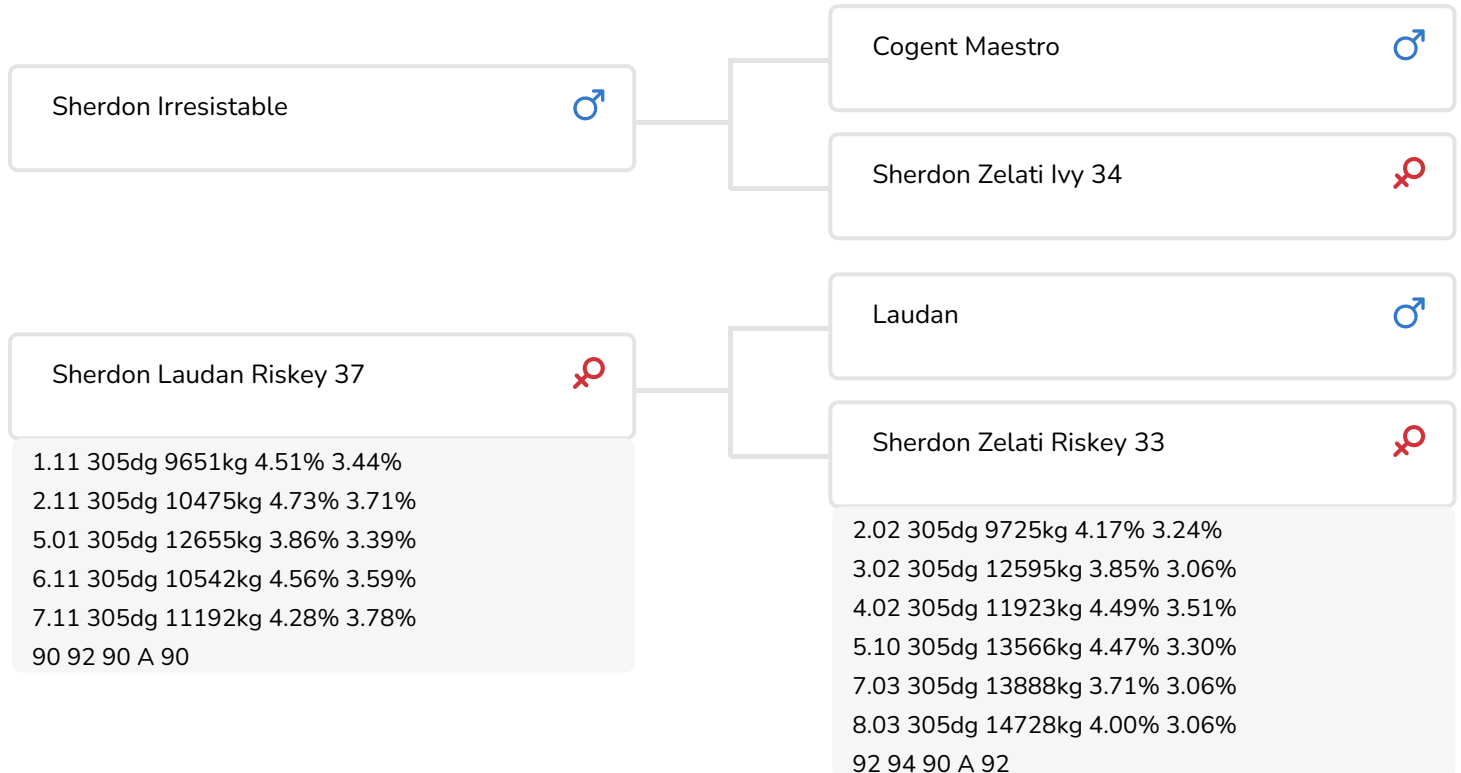 Sherdon Irresistable
Cogent Maestro
Sherdon Zelati Ivy 34
Sherdon Laudan Riskey 37
1.11 305dg 9651kg 4.51% 3.44%
2.11 305dg 10475kg 4.73% 3.71%
5.01 305dg 12655kg 3.86% 3.39%
6.11 305dg 10542kg 4.56% 3.59%
7.11 305dg 11192kg 4.28% 3.78%
90 92 90 A 90
Laudan
Sherdon Zelati Riskey 33
2.02 305dg 9725kg 4.17% 3.24%
3.02 305dg 12595kg 3.85% 3.06%
4.02 305dg 11923kg 4.49% 3.51%
5.10 305dg 13566kg 4.47% 3.30%
7.03 305dg 13888kg 3.71% 3.06%
8.03 305dg 14728kg 4.00% 3.06%
92 94 90 A 92